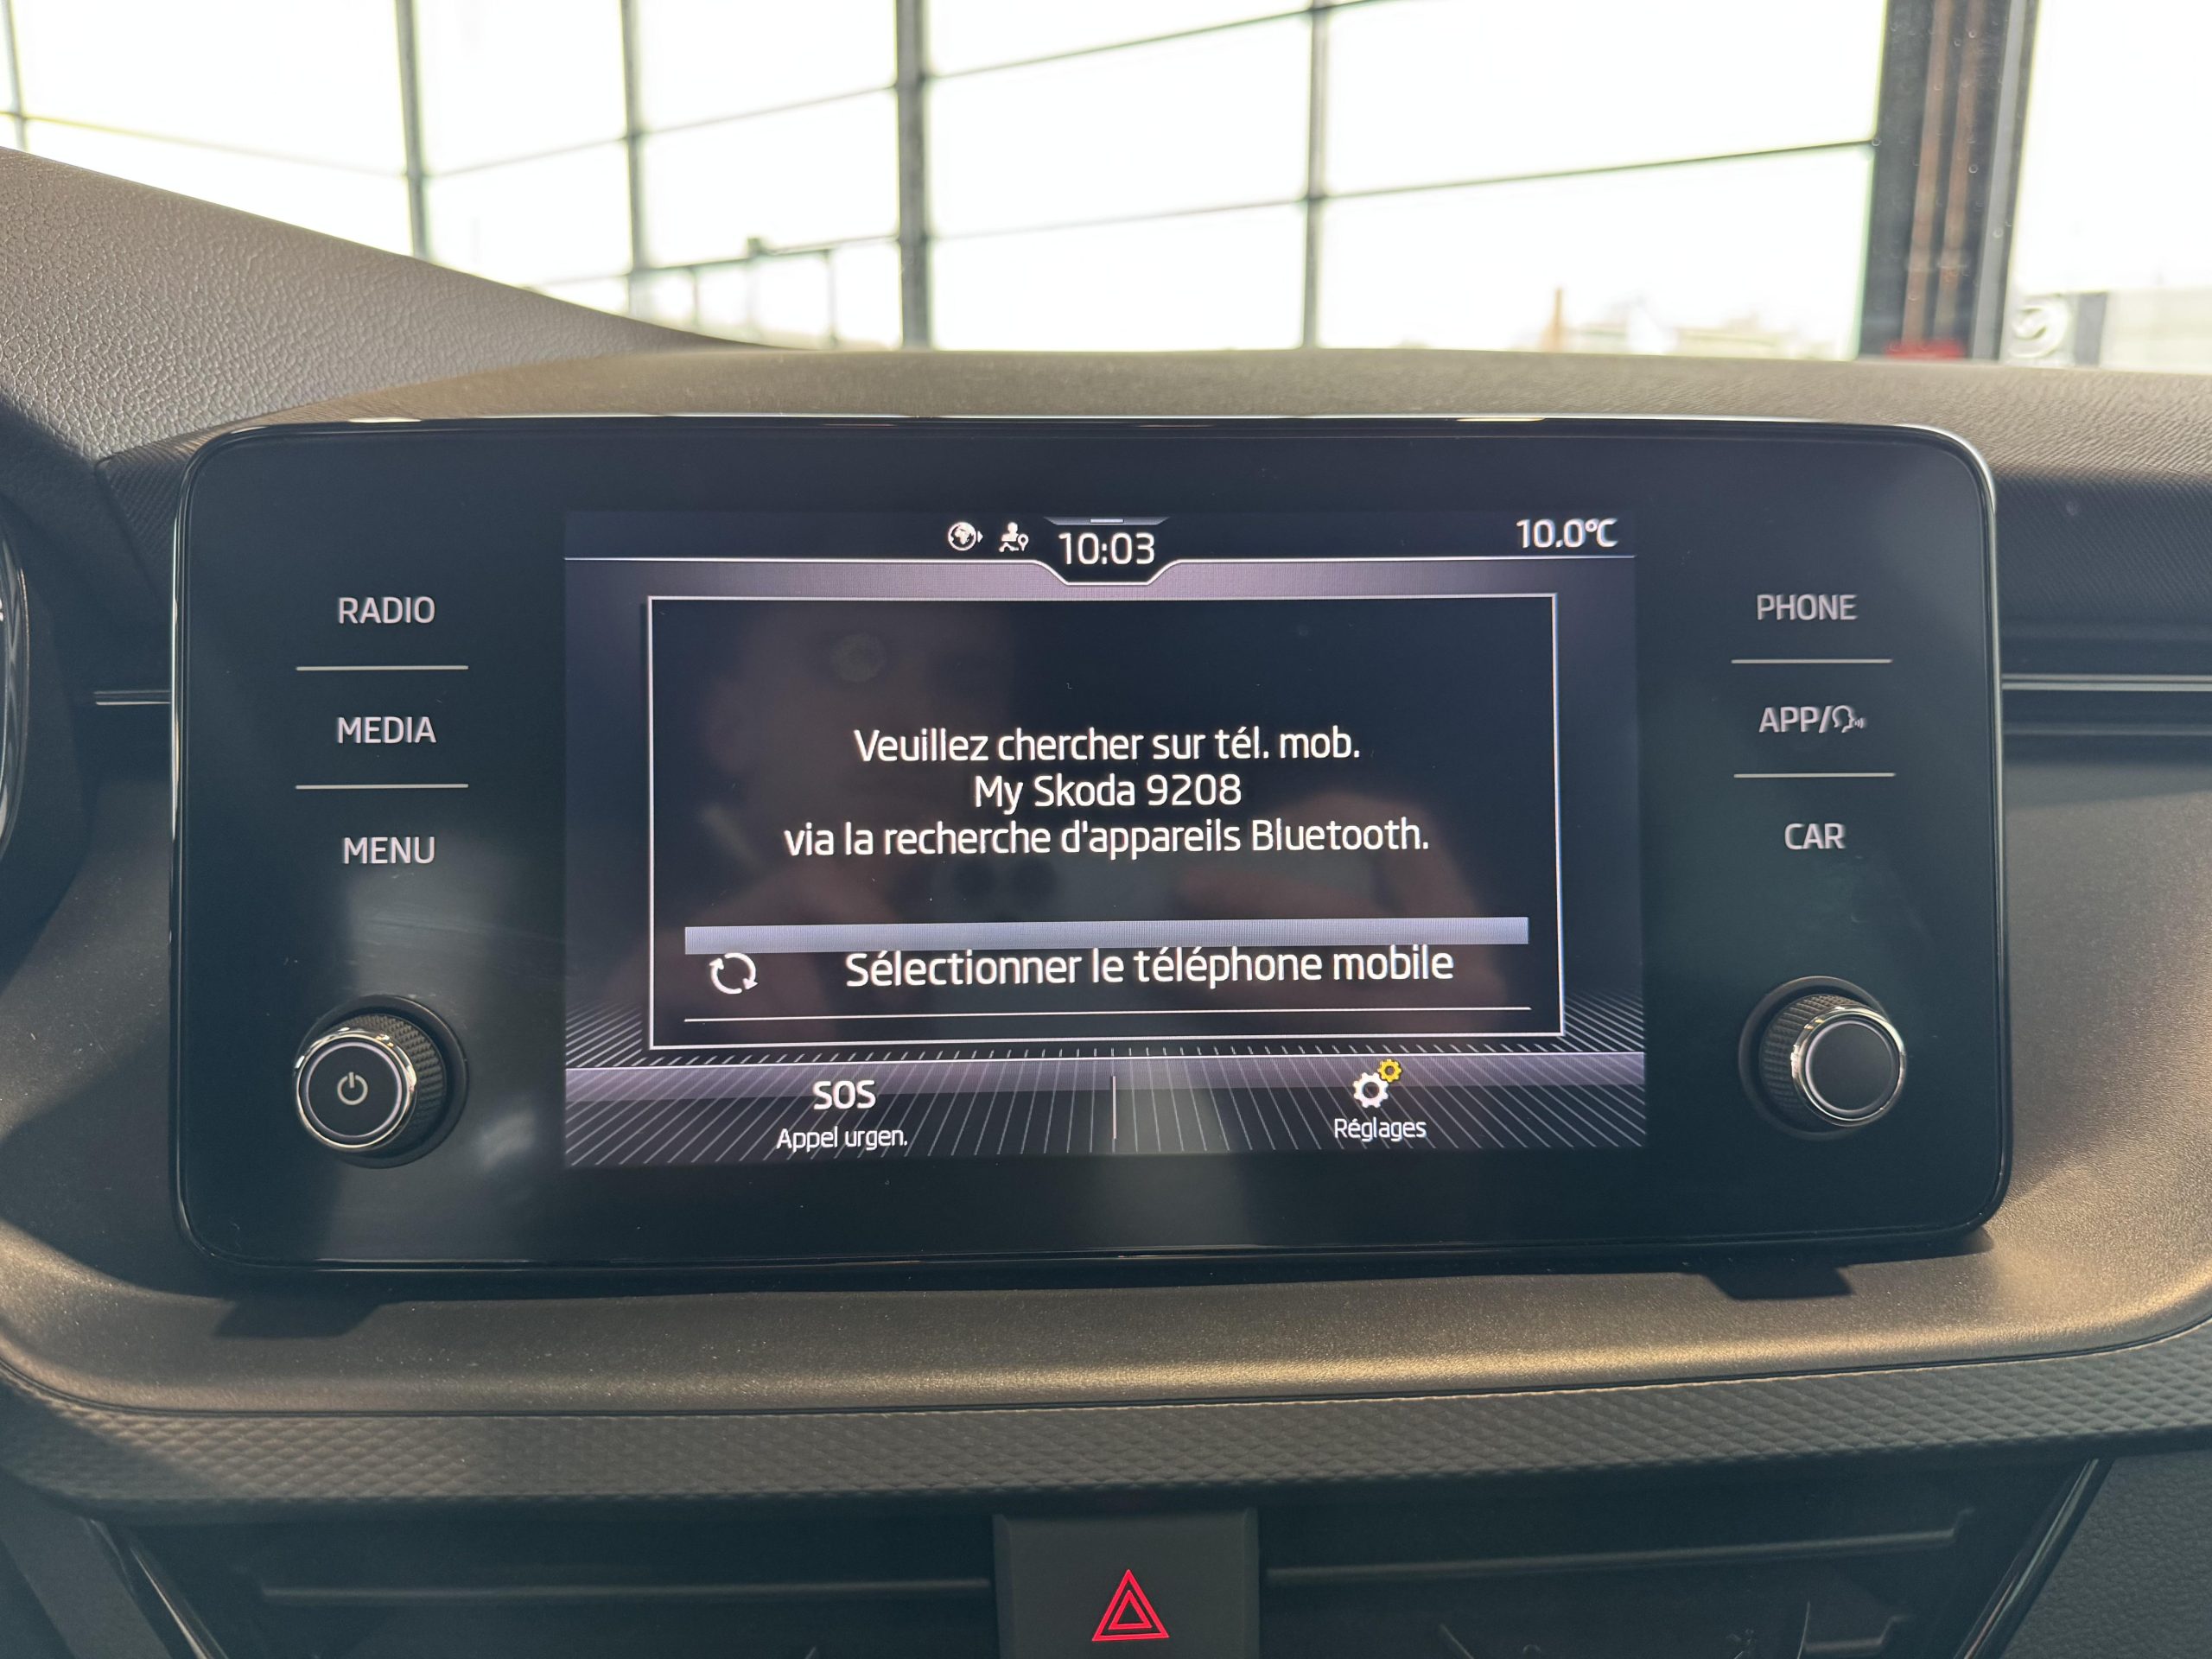 10:03
10.0°C
RADIO
MEDIA
MENU
PHONE
APP/
CAR
Veuillez chercher sur tél. mob.
My Skoda 9208
via la recherche d'appareils Bluetooth.
Sélectionner le téléphone mobile
SOS
Appel urgen.
Réglages